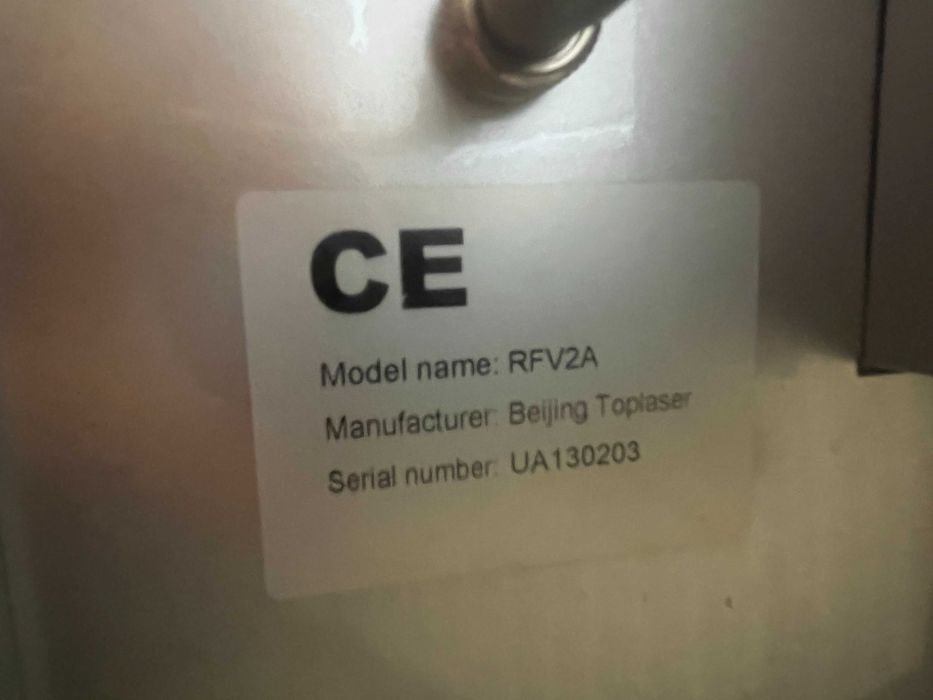 CE
Model name: RFV2A
Manufacturer: Beijing Toplaser
Serial number: UA130203